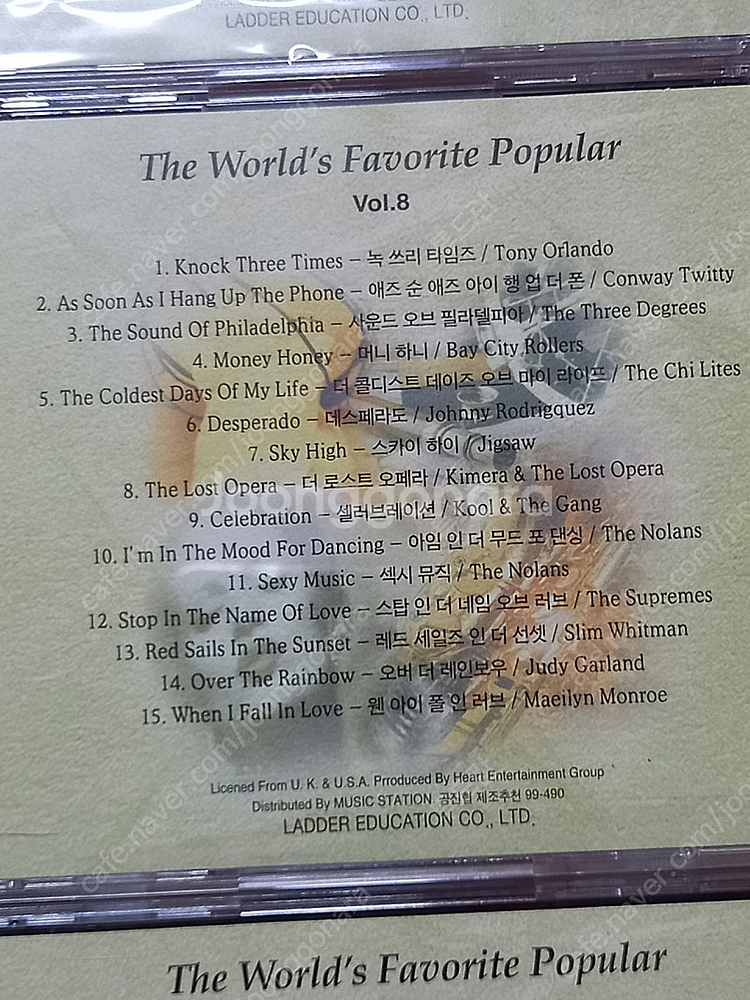 LADDER EDUCATION CO., LTD.
The World's Favorite Popular
Vol.8
1. Knock Three Times – 녹 쓰리 타임즈 / Tony Orlando
2. As Soon As I Hang Up The Phone – 애즈 순 애즈 아이 행 업 더 폰 / Conway Twitty
3. The Sound Of Philadelphia – 사운드 오브 필라델피아 / The Three Degrees
4. Money Honey – 머니 하니 / Bay City Rollers
5. The Coldest Days Of My Life – 더 콜디스트 데이즈 오브 마이 라이프 / The Chi Lites
6. Desperado – 데스페라도 / Johnny Rodrigquez
7. Sky High – 스카이 하이 / Jigsaw
8. The Lost Opera – 더 로스트 오페라 / Kimera & The Lost Opera
9. Celebration – 셀러브레이션 / Kool & The Gang
10. I'm In The Mood For Dancing – 아임 인 더 무드 포 댄싱 / The Nolans
11. Sexy Music – 섹시 뮤직 / The Nolans
12. Stop In The Name Of Love – 스탑 인 더 네임 오브 러브 / The Supremes
13. Red Sails In The Sunset – 레드 세일즈 인 더 선셋 / Slim Whitman
14. Over The Rainbow – 오버 더 레인보우 / Judy Garland
15. When I Fall In Love – 웬 아이 폴 인 러브 / Maeilyn Monroe
Licened From U. K. & U.S.A. Prroduced By Heart Entertainment Group
Distributed By MUSIC STATION. 공진협 제조추천 99-490
LADDER EDUCATION CO., LTD.
The World's Favorite Popular